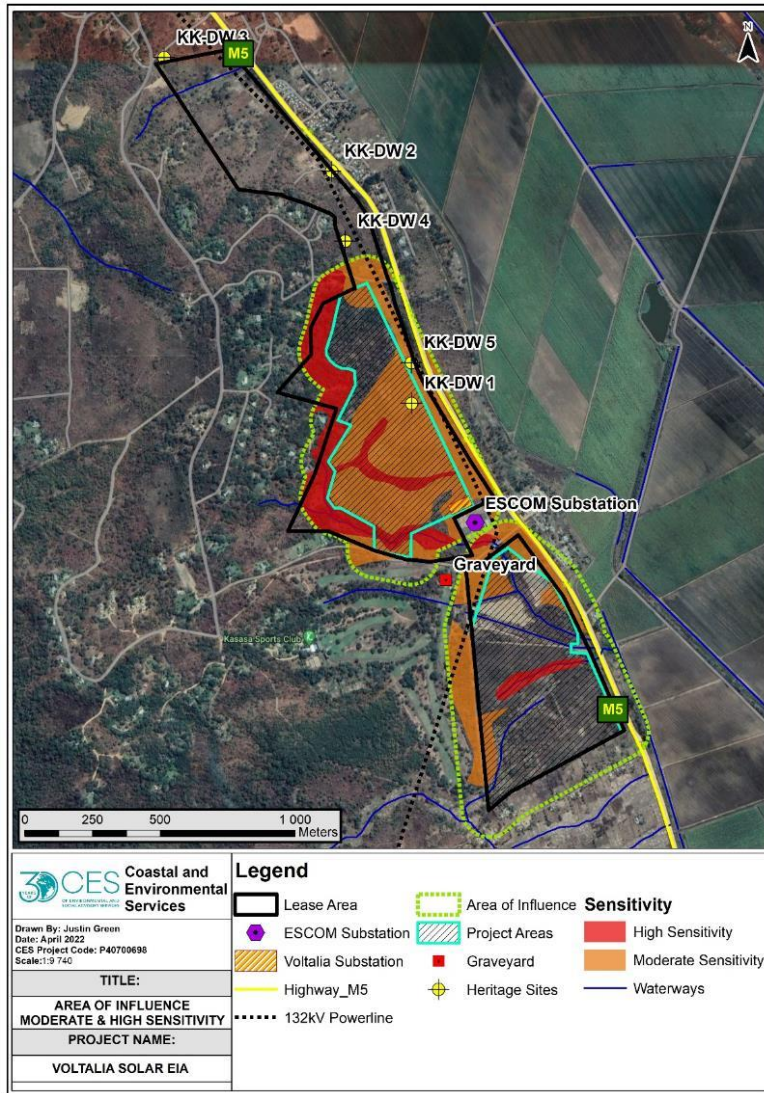 KK-DW 3
M5
N
KK-DW 2
KK-DW 4
KK-DW 5
KK-DW 1
ESCOM Substation
Graveyard
Kasasa Sports Club
M5
0 250 500 1 000
Meters
30 CES
Coastal and
Environmental
Services
Drawn By: Justin Green
Date: April 2022
CES Project Code: P40700698
Scale:1:9 740
TITLE:
AREA OF INFLUENCE
MODERATE & HIGH SENSITIVITY
PROJECT NAME:
VOLTALIA SOLAR EIA
Legend
Lease Area
ESCOM Substation
Voltalia Substation
Highway_M5
132kV Powerline
Area of Influence
Project Areas
Graveyard
Heritage Sites
Sensitivity
High Sensitivity
Moderate Sensitivity
Waterways